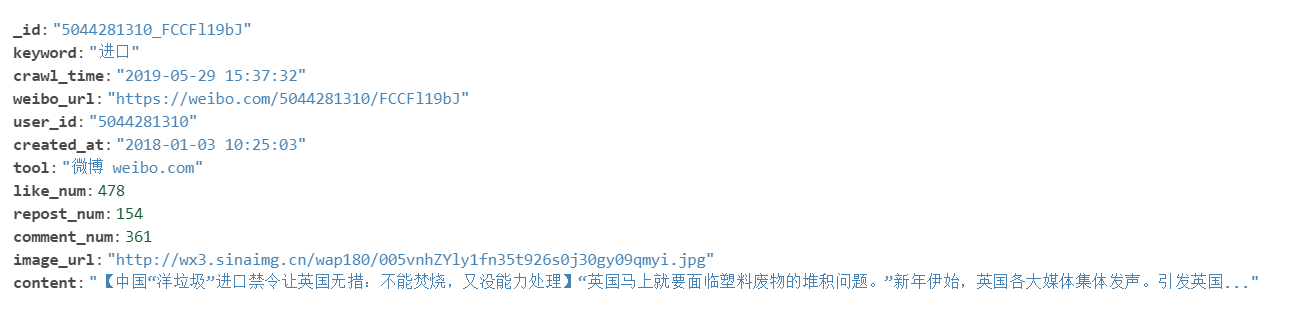 _id: "5044281310_FCCFl19bJ"
keyword: "进口"
crawl_time: "2019-05-29 15:37:32"
weibo_url: "https://weibo.com/5044281310/FCCFl19bJ"
user_id: "5044281310"
created_at: "2018-01-03 10:25:03"
tool: "微博 weibo.com"
like_num: 478
repost_num: 154
comment_num: 361
image_url: "http://wx3.sinaimg.cn/wap180/005vnhZYly1fn35t926s0j30gy09qmyi.jpg"
content: "【中国“洋垃圾”进口禁令让英国无措：不能焚烧，又没能力处理】“英国马上就要面临塑料废物的堆积问题。”新年伊始，英国各大媒体集体发声。引发英国..."